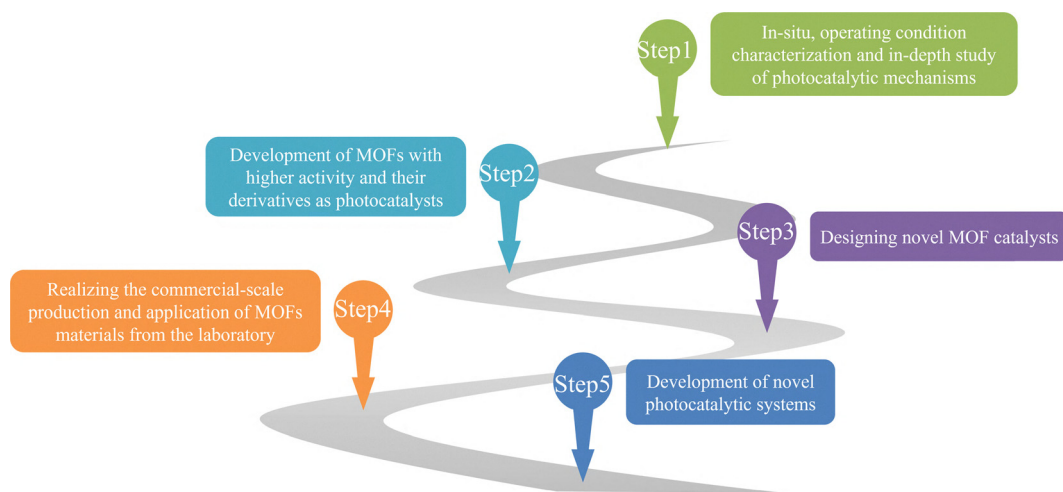 Step1
In-situ, operating condition
characterization and in-depth study
of photocatalytic mechanisms
Step2
Development of MOFs with
higher activity and their
derivatives as photocatalysts
Step3
Designing novel MOF catalysts
Step4
Realizing the commercial-scale
production and application of MOFs
materials from the laboratory
Step5
Development of novel
photocatalytic systems